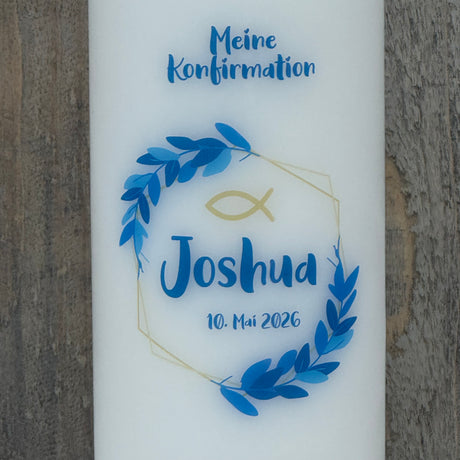 Meine
Konfirmation
Joshua
10. Mai 2026